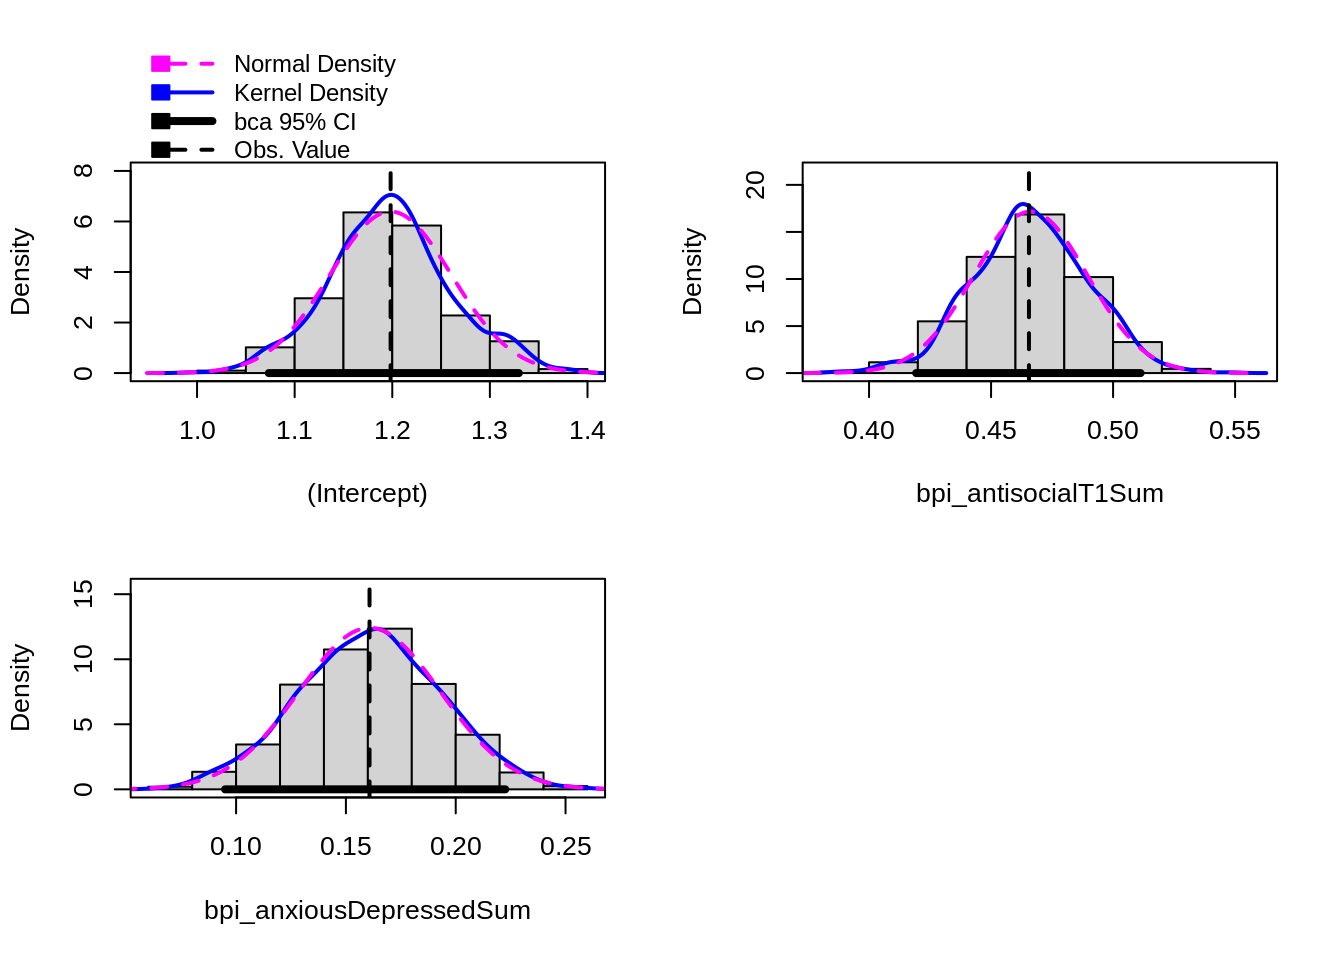 Normal Density
Kernel Density
bca 95% CI
Obs. Value
Density
0 2 4 6 8
1.0 1.1 1.2 1.3 1.4
(Intercept)
Density
0 5 10 20
0.40 0.45 0.50 0.55
bpi_antisocialT1Sum
Density
0 5 10 15
0.10 0.15 0.20 0.25
bpi_anxiousDepressedSum